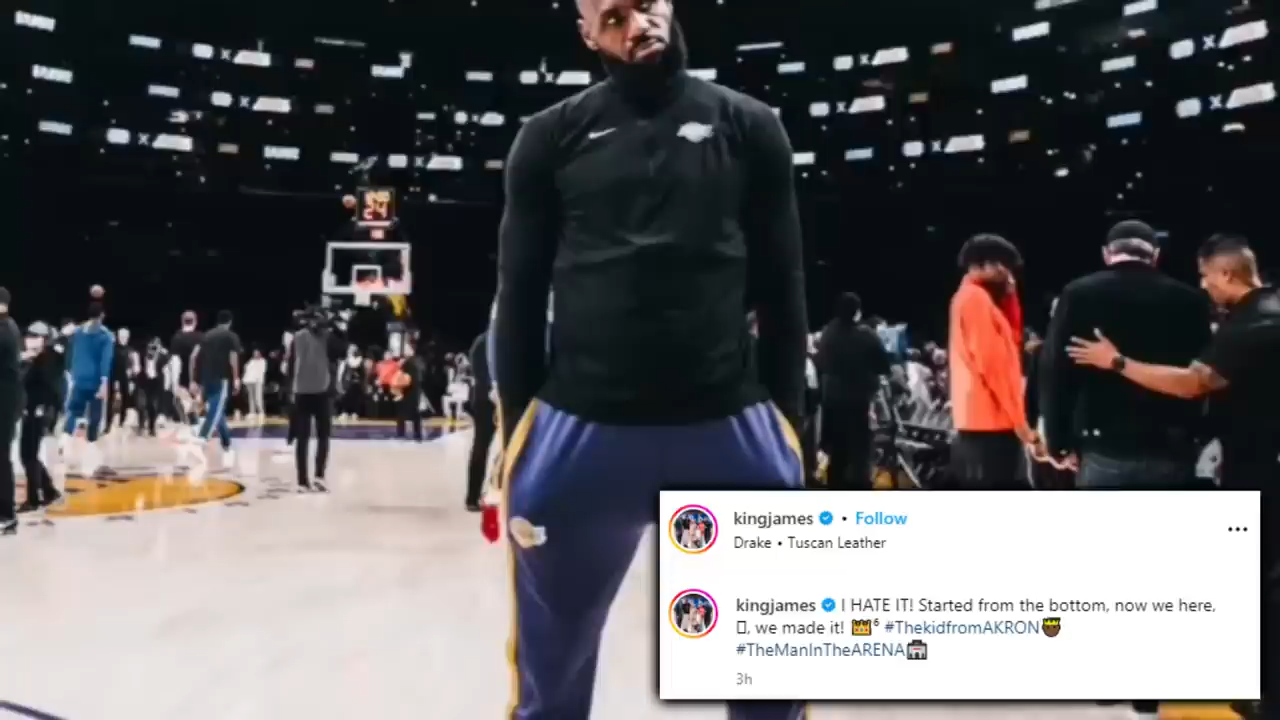 24
kingjames • Follow
Drake • Tuscan Leather
kingjames I HATE IT! Started from the bottom, now we here,
, we made it! 👑⁶ #ThekidfromAKRON🤴🏾
#TheManInTheARENA🏟
3h